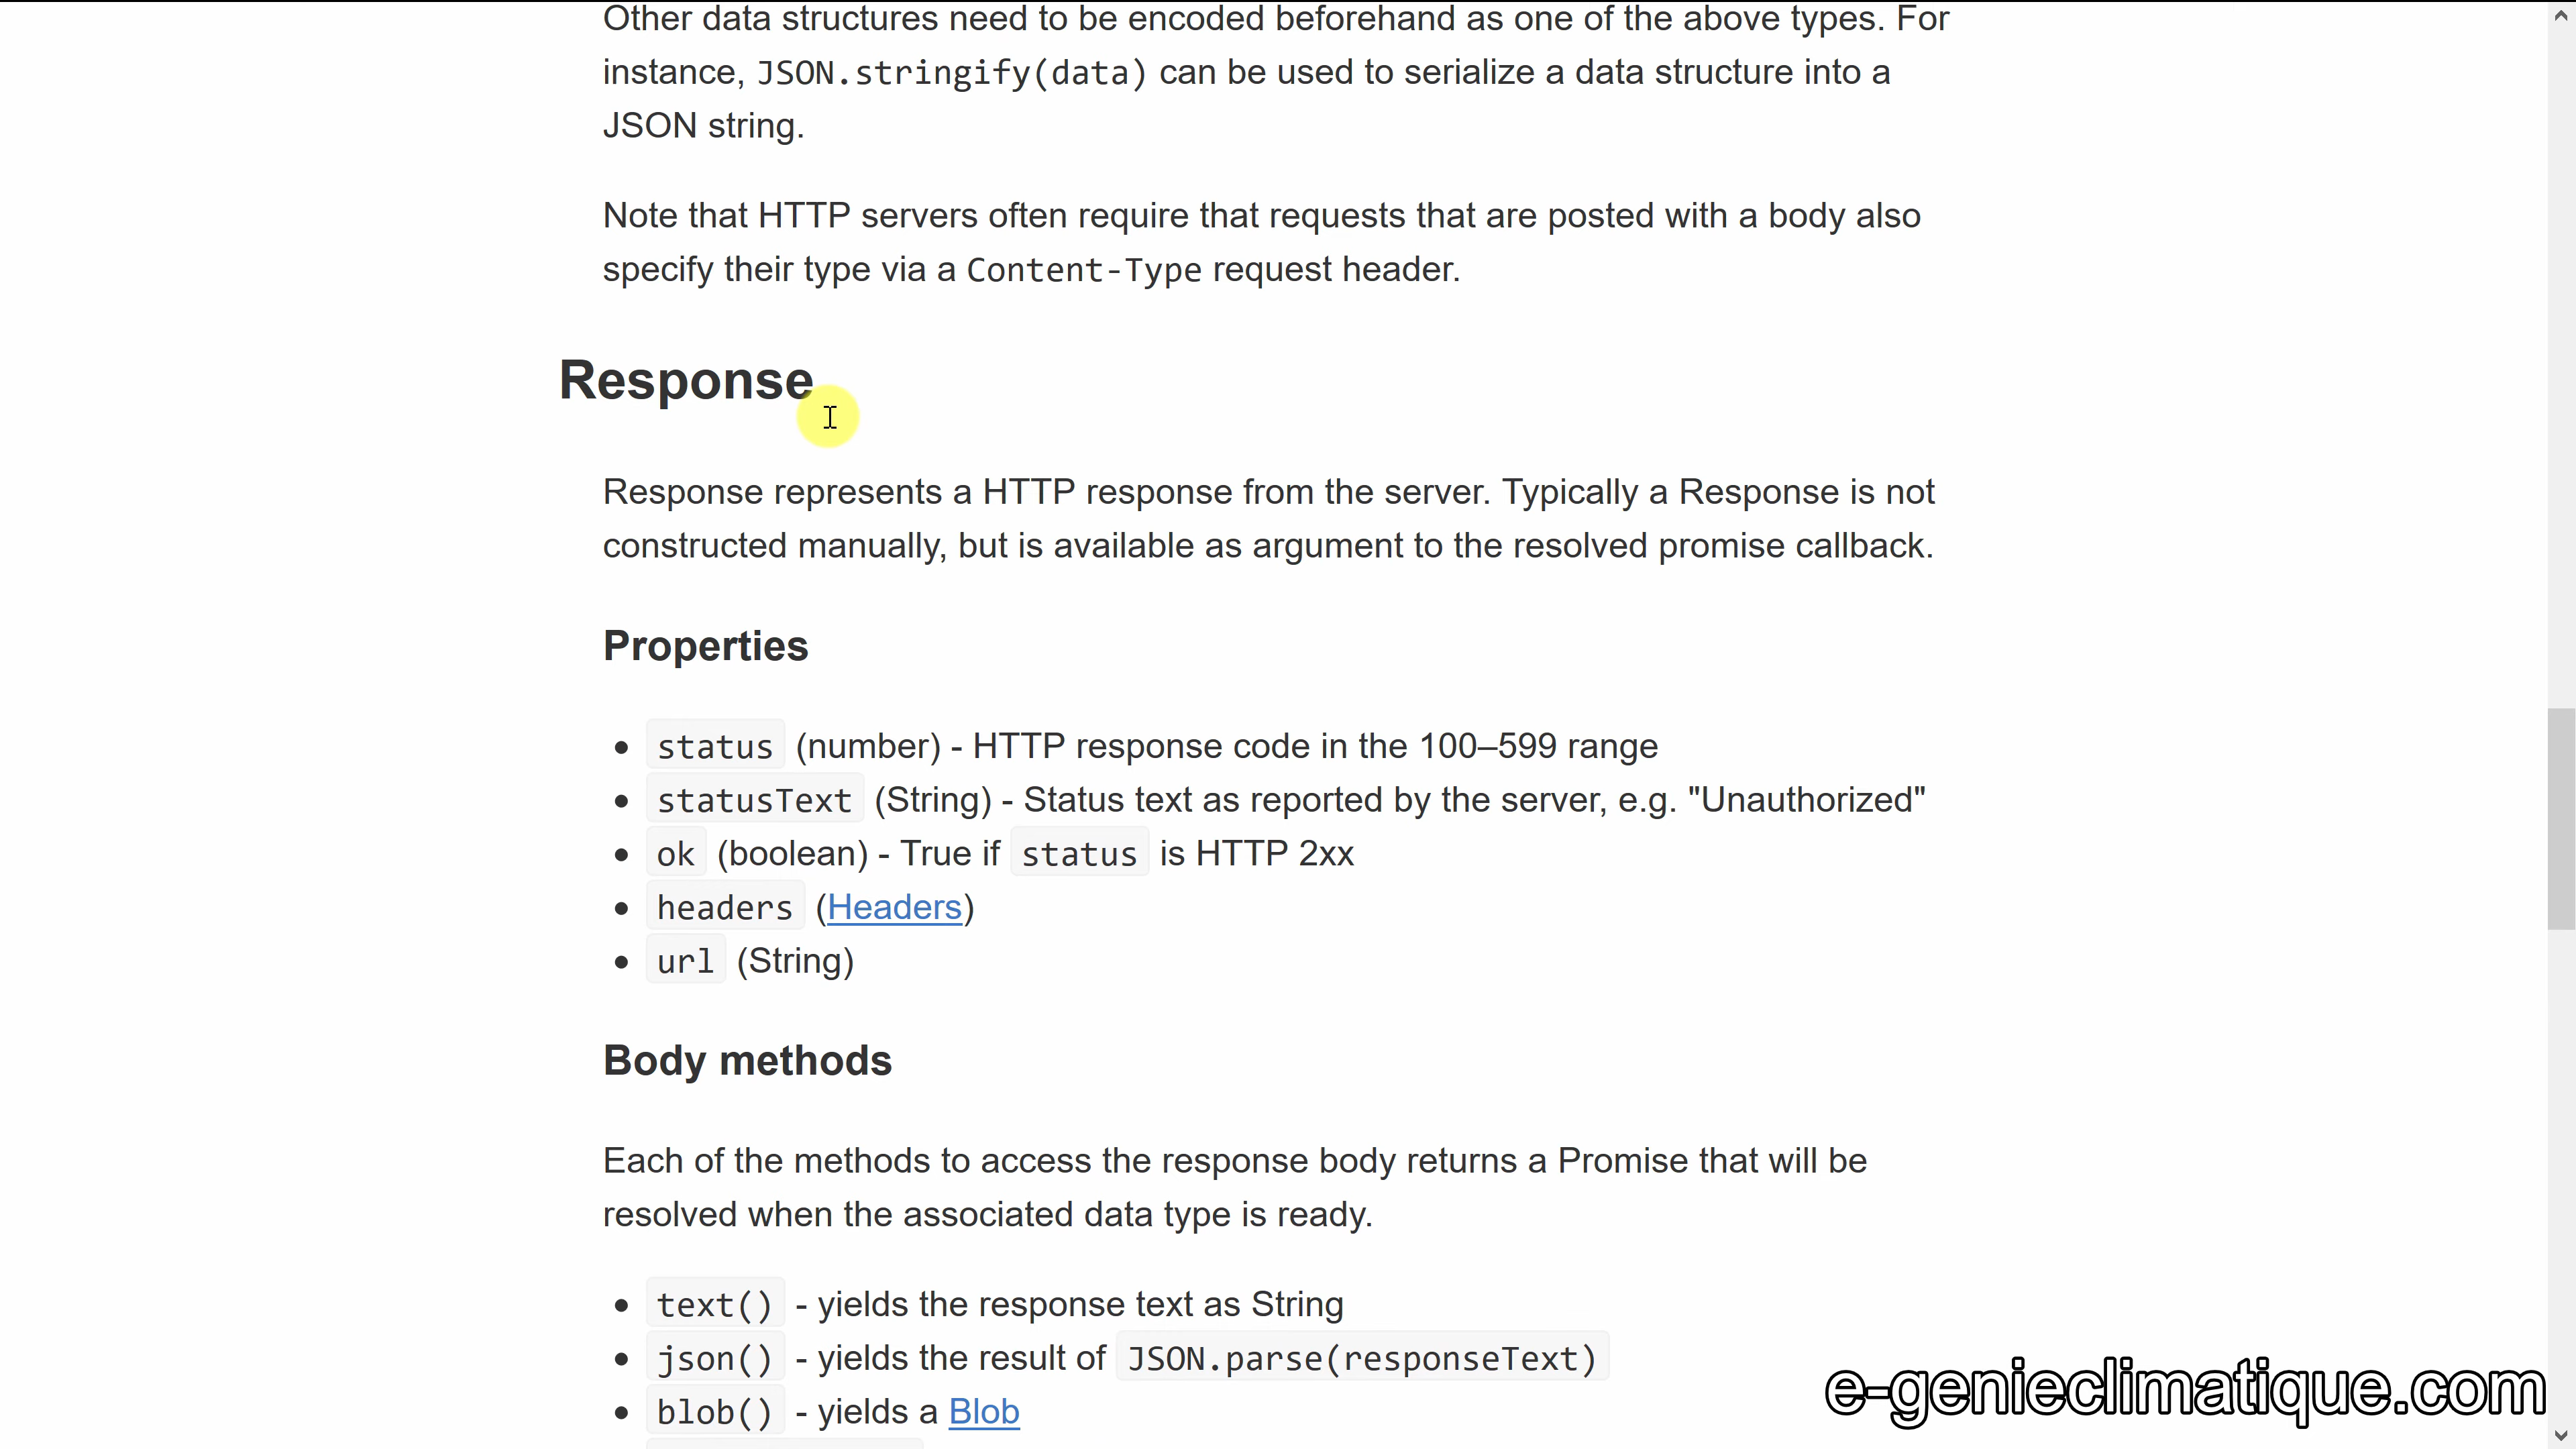 Other data structures need to be encoded beforehand as one of the above types. For
instance, JSON.stringify(data) can be used to serialize a data structure into a
JSON string.
Note that HTTP servers often require that requests that are posted with a body also
specify their type via a Content-Type request header.
Response
Response represents a HTTP response from the server. Typically a Response is not
constructed manually, but is available as argument to the resolved promise callback.
Properties
• status (number) - HTTP response code in the 100–599 range
• statusText (String) - Status text as reported by the server, e.g. "Unauthorized"
• ok (boolean) - True if status is HTTP 2xx
• headers (Headers)
• url (String)
Body methods
Each of the methods to access the response body returns a Promise that will be
resolved when the associated data type is ready.
• text() - yields the response text as String
• json() - yields the result of JSON.parse(responseText)
• blob() - yields a Blob
e-genieclimatique.com